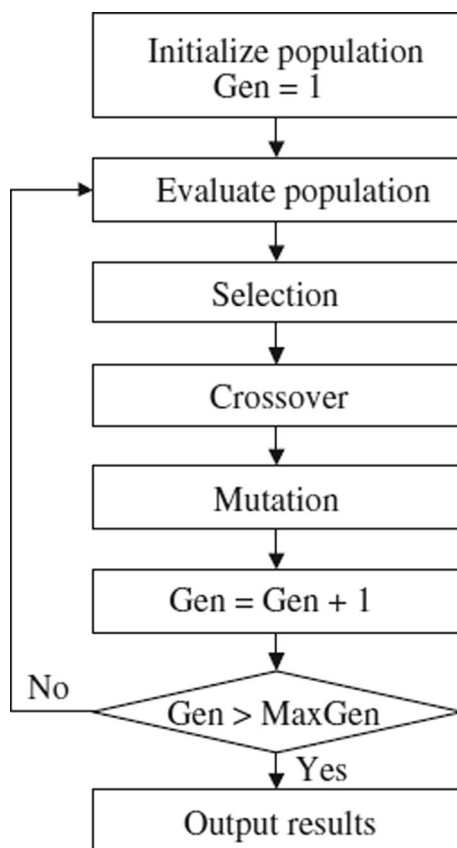 Initialize population
Gen = 1
Evaluate population
Selection
Crossover
Mutation
Gen = Gen + 1
No
Gen > MaxGen
Yes
Output results